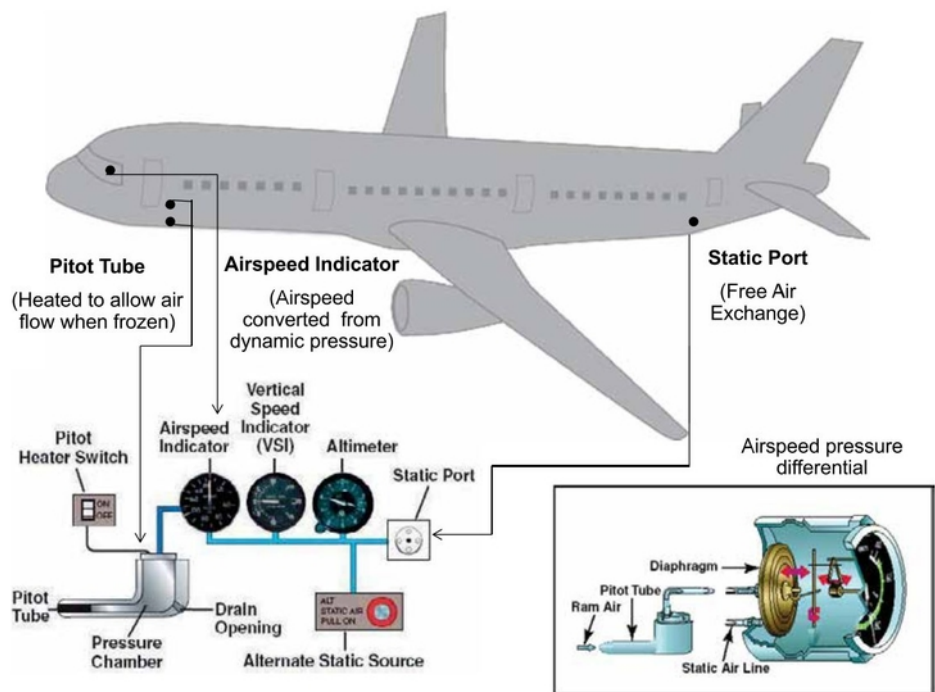 Pitot Tube
(Heated to allow air
flow when frozen)
Airspeed Indicator
(Airspeed
converted from
dynamic pressure)
Static Port
(Free Air
Exchange)
Pitot
Heater Switch
ON
OFF
Airspeed
Indicator
Vertical
Speed
Indicator
(VSI)
Altimeter
Static Port
Pitot
Tube
Pressure
Chamber
Drain
Opening
ALT
STATIC AIR
PULL ON
Alternate Static Source
Airspeed pressure
differential
Diaphragm
Pitot Tube
Ram Air
Static Air Line